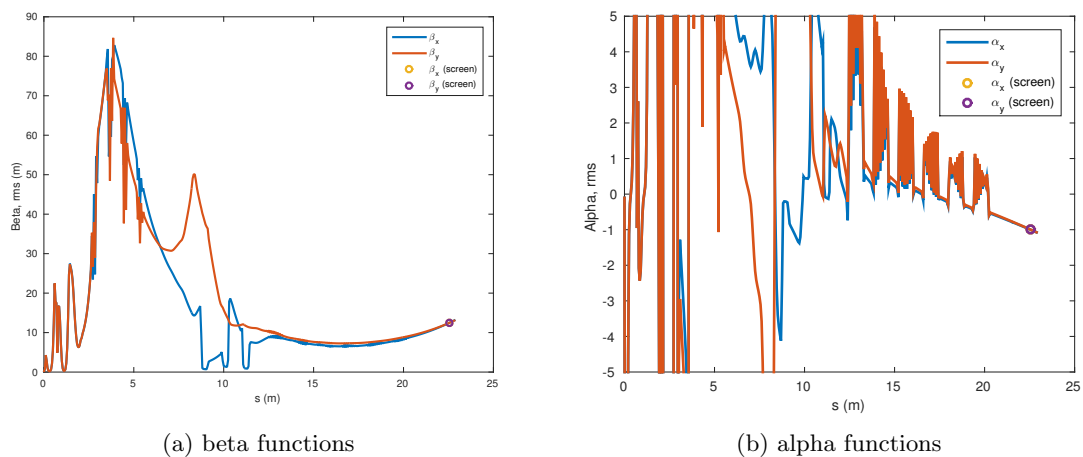 90
80
70
60
50
40
30
20
10
0
Beta, rms (m)
0 5 10 15 20 25
s (m)
β_x
β_y
β_x (screen)
β_y (screen)
(a) beta functions
5
4
3
2
1
0
-1
-2
-3
-4
-5
Alpha, rms
0 5 10 15 20 25
s (m)
α_x
α_y
α_x (screen)
α_y (screen)
(b) alpha functions